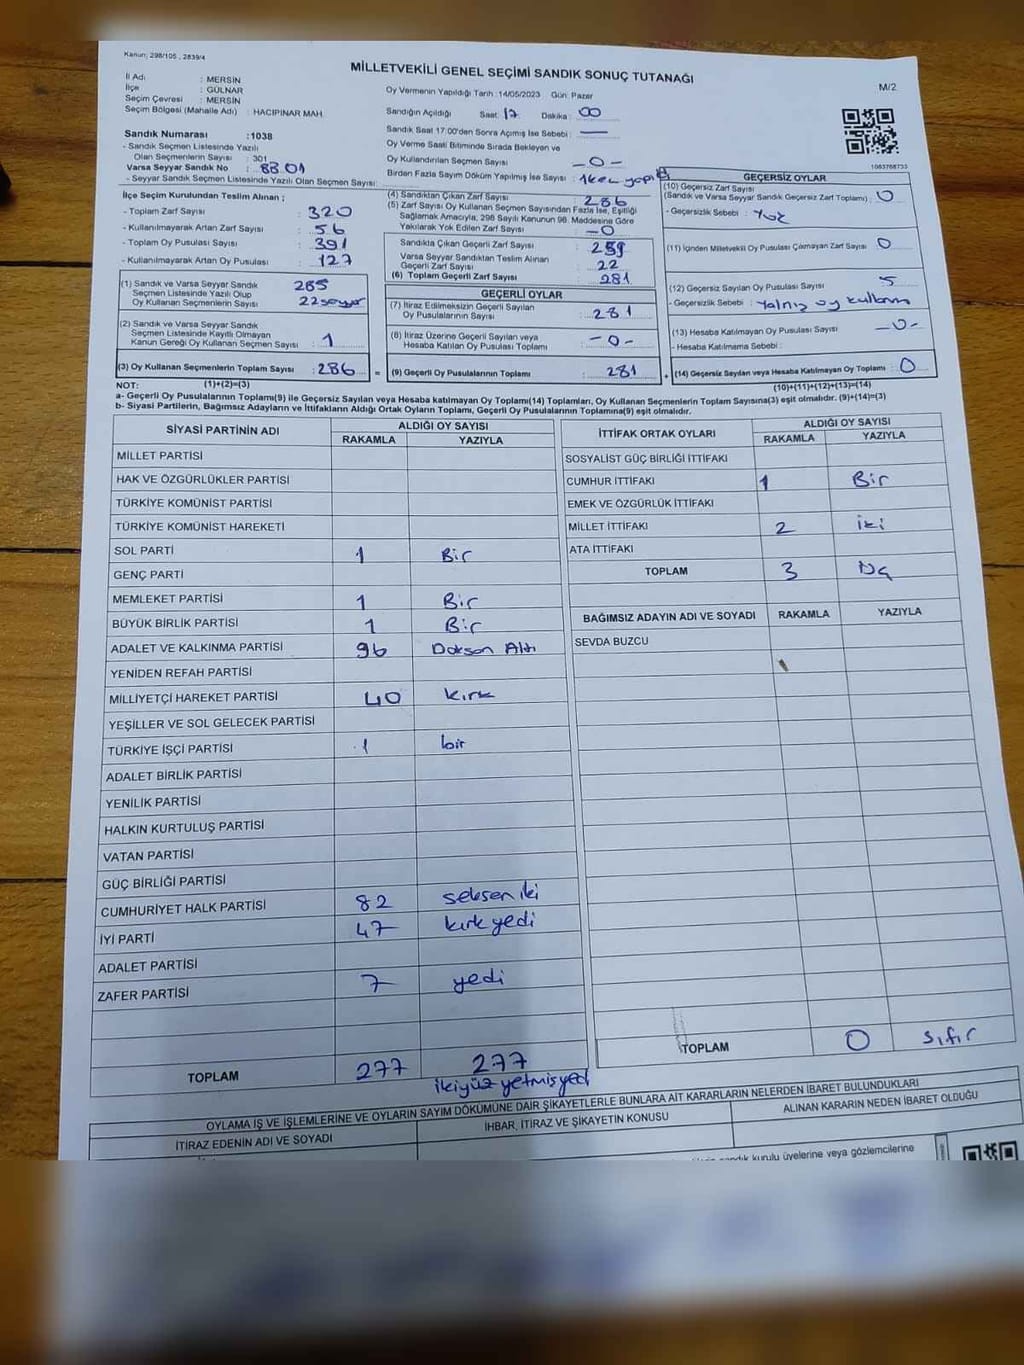 Kanun; 298/105 , 2839/4
MİLLETVEKİLİ GENEL SEÇİMİ SANDIK SONUÇ TUTANAĞI
M/2
İl Adı : MERSİN
İlçe : GÜLNAR
Seçim Çevresi : MERSİN
Seçim Bölgesi (Mahalle Adı) : HACIPINAR MAH.
Sandık Numarası :1038
- Sandık Seçmen Listesinde Yazılı
Olan Seçmenlerin Sayısı : 301
Varsa Seyyar Sandık No : 8301
- Seyyar Sandık Seçmen Listesinde Yazılı Olan Seçmen Sayısı:
Oy Vermenin Yapıldığı Tarih : 14/05/2023 Gün: Pazar
Sandığın Açıldığı Saat: 17 Dakika : 00
Sandık Saat 17:00'den Sonra Açımış İse Sebebi : —
Oy Verme Saati Bitiminde Sırada Bekleyen ve
Oy Kullandırılan Seçmen Sayısı -0-
Birden Fazla Sayım Döküm Yapılmış İse Sayısı :
1083768733
İlçe Seçim Kurulundan Teslim Alınan ;
- Toplam Zarf Sayısı : 320
- Kullanılmayarak Artan Zarf Sayısı : 56
- Toplam Oy Pusulası Sayısı : 391
- Kullanılmayarak Artan Oy Pusulası : 127
(1) Sandık ve Varsa Seyyar Sandık
Seçmen Listesinde Yazılı Olup
Oy Kullanan Seçmenlerin Sayısı : 285
22 seyyar
(2) Sandık ve Varsa Seyyar Sandık
Seçmen Listesinde Kayıtlı Olmayan
Kanun Gereği Oy Kullanan Seçmen Sayısı : 1
(3) Oy Kullanan Seçmenlerin Toplam Sayısı : 286 =
(4) Sandıktan Çıkan Zarf Sayısı : 286
(5) Zarf Sayısı Oy Kullanan Seçmen Sayısından Fazla İse, Eşitliği
Sağlamak Amacıyla, 298 Sayılı Kanunun 98. Maddesine Göre
Yakılarak Yok Edilen Zarf Sayısı : -0
Sandıkta Çıkan Geçerli Zarf Sayısı : 259
Varsa Seyyar Sandıktan Teslim Alınan
Geçerli Zarf Sayısı : 22
(6) Toplam Geçerli Zarf Sayısı : 281
GEÇERLİ OYLAR
(7) İtiraz Edilmeksizin Geçerli Sayılan
Oy Pusulalarının Sayısı : 281
(8) İtiraz Üzerine Geçerli Sayılan veya
Hesaba Katılan Oy Pusulası Toplamı : -0-
(9) Geçerli Oy Pusulalarının Toplamı : 281 +
GEÇERSİZ OYLAR
(10) Geçersiz Zarf Sayısı
(Sandık ve Varsa Seyyar Sandık Geçersiz Zarf Toplamı) : 0
- Geçersizlik Sebebi : Yok
(11) İçinden Milletvekili Oy Pusulası Çıkmayan Zarf Sayısı : 0
(12) Geçersiz Sayılan Oy Pusulası Sayısı : 5
- Geçersizlik Sebebi : Yalnış oy kullanım
(13) Hesaba Katılmayan Oy Pusulası Sayısı : -0-
- Hesaba Katılmama Sebebi :
(14) Geçersiz Sayılan veya Hesaba Katılmayan Oy Toplamı : 0
NOT: (1)+(2)=(3)
(10)+(11)+(12)+(13)=(14)
a- Geçerli Oy Pusulalarının Toplamı(9) ile Geçersiz Sayılan veya Hesaba katılmayan Oy Toplamı(14) Toplamları, Oy Kullanan Seçmenlerin Toplam Sayısına(3) eşit olmalıdır. (9)+(14)=(3)
b- Siyasi Partilerin, Bağımsız Adayların ve İttifakların Aldığı Ortak Oyların Toplamı, Geçerli Oy Pusulalarının Toplamına(9) eşit olmalıdır.
SİYASİ PARTİNİN ADI ALDIĞI OY SAYISI
RAKAMLA YAZIYLA
MİLLET PARTİSİ
HAK VE ÖZGÜRLÜKLER PARTİSİ
TÜRKİYE KOMÜNİST PARTİSİ
TÜRKİYE KOMÜNİST HAREKETİ
SOL PARTİ 1 Bir
GENÇ PARTİ
MEMLEKET PARTİSİ 1 Bir
BÜYÜK BİRLİK PARTİSİ 1 Bir
ADALET VE KALKINMA PARTİSİ 96 Doksan Altı
YENİDEN REFAH PARTİSİ
MİLLİYETÇİ HAREKET PARTİSİ 40 kırk
YEŞİLLER VE SOL GELECEK PARTİSİ
TÜRKİYE İŞÇİ PARTİSİ 1 bir
ADALET BİRLİK PARTİSİ
YENİLİK PARTİSİ
HALKIN KURTULUŞ PARTİSİ
VATAN PARTİSİ
GÜÇ BİRLİĞİ PARTİSİ
CUMHURİYET HALK PARTİSİ 82 seksen iki
İYİ PARTİ 47 kırk yedi
ADALET PARTİSİ
ZAFER PARTİSİ 7 yedi
TOPLAM 277 277
ikiyüz yetmişyedi
İTTİFAK ORTAK OYLARI ALDIĞI OY SAYISI
RAKAMLA YAZIYLA
SOSYALİST GÜÇ BİRLİĞİ İTTİFAKI
CUMHUR İTTİFAKI 1 Bir
EMEK VE ÖZGÜRLÜK İTTİFAKI
MİLLET İTTİFAKI 2 iki
ATA İTTİFAKI
TOPLAM 3 Üç
BAĞIMSIZ ADAYIN ADI VE SOYADI RAKAMLA YAZIYLA
SEVDA BUZCU
TOPLAM 0 sıfır
OYLAMA İŞ VE İŞLEMLERİNE VE OYLARIN SAYIM DÖKÜMÜNE DAİR ŞİKAYETLERLE BUNLARA AİT KARARLARIN NELERDEN İBARET BULUNDUKLARI
İTİRAZ EDENİN ADI VE SOYADI İHBAR, İTİRAZ VE ŞİKAYETİN KONUSU ALINAN KARARIN NEDEN İBARET OLDUĞU
sandık kurulu üyelerine veya gözlemcilerine